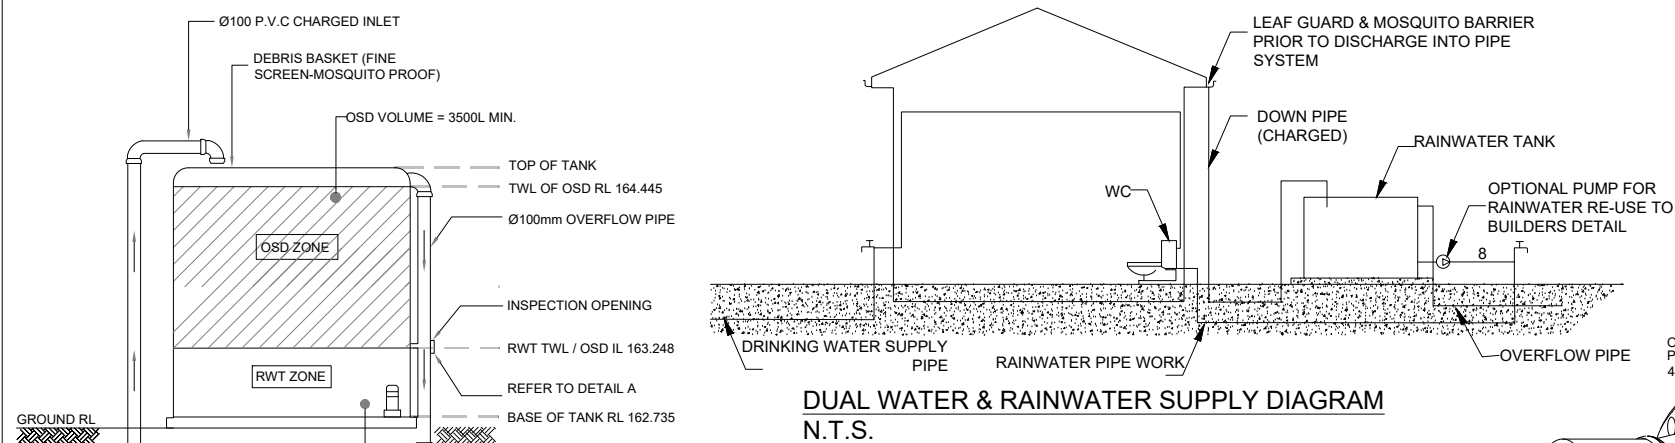 Ø100 P.V.C CHARGED INLET
DEBRIS BASKET (FINE
SCREEN-MOSQUITO PROOF)
OSD VOLUME = 3500L MIN.
TOP OF TANK
TWL OF OSD RL 164.445
Ø100mm OVERFLOW PIPE
OSD ZONE
INSPECTION OPENING
RWT TWL / OSD IL 163.248
RWT ZONE
REFER TO DETAIL A
BASE OF TANK RL 162.735
GROUND RL
LEAF GUARD & MOSQUITO BARRIER
PRIOR TO DISCHARGE INTO PIPE
SYSTEM
DOWN PIPE
(CHARGED)
RAINWATER TANK
WC
OPTIONAL PUMP FOR
RAINWATER RE-USE TO
BUILDERS DETAIL
8
DRINKING WATER SUPPLY
PIPE
RAINWATER PIPE WORK
OVERFLOW PIPE
DUAL WATER & RAINWATER SUPPLY DIAGRAM
N.T.S.
P
4